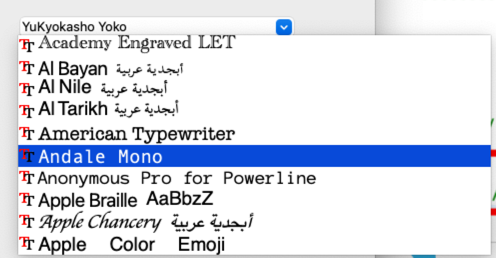 YuKyokasho Yoko
Academy Engraved LET
Al Bayan أبجدية عربية
Al Nile أبجدية عربية
Al Tarikh أبجدية عربية
American Typewriter
Andale Mono
Anonymous Pro for Powerline
Apple Braille AaBbzZ
Apple Chancery أبجدية عربية
Apple Color Emoji